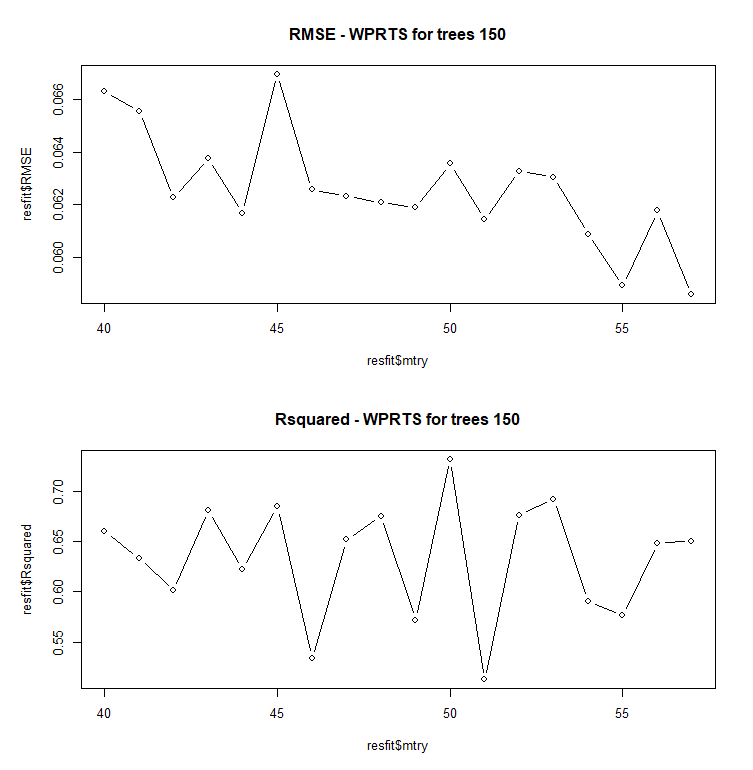 RMSE - WPRTS for trees 150
resfit$RMSE
0.066
0.064
0.062
0.060
40 45 50 55
resfit$mtry
Rsquared - WPRTS for trees 150
resfit$Rsquared
0.70
0.65
0.60
0.55
40 45 50 55
resfit$mtry